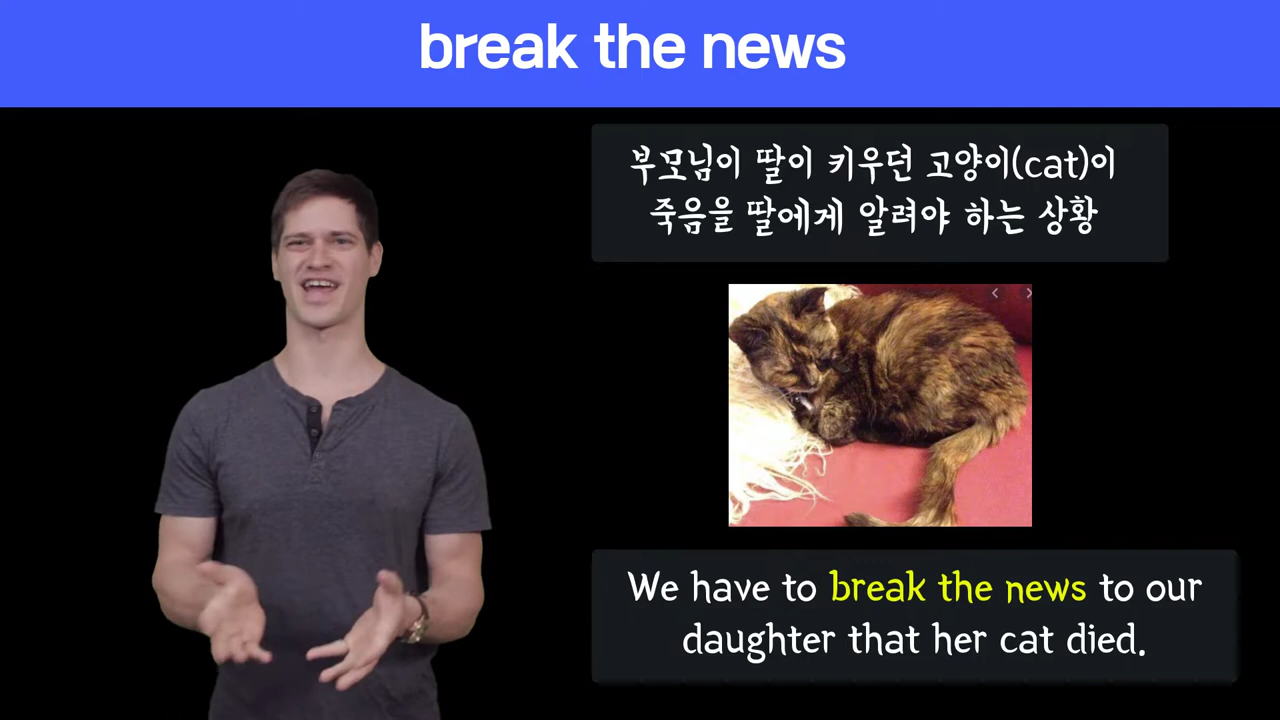 break the news
부모님이 딸이 키우던 고양이(cat)이
죽음을 딸에게 알려야 하는 상황
We have to break the news to our
daughter that her cat died.